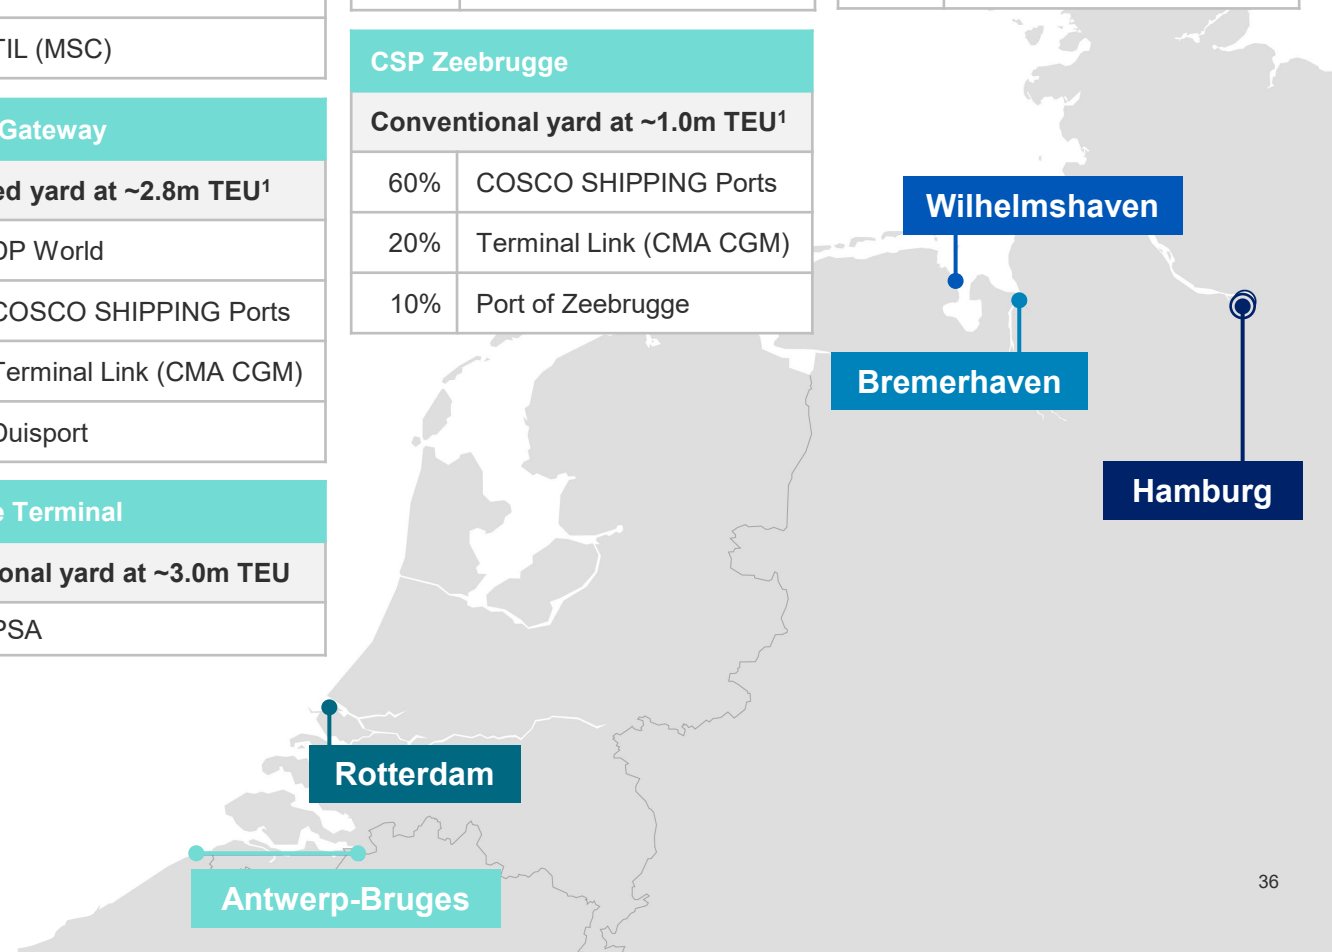 TIL (MSC)
Gateway
ed yard at ~2.8m TEU¹
DP World
COSCO SHIPPING Ports
Terminal Link (CMA CGM)
Duisport
e Terminal
onal yard at ~3.0m TEU
PSA
CSP Zeebrugge
Conventional yard at ~1.0m TEU¹
60% COSCO SHIPPING Ports
20% Terminal Link (CMA CGM)
10% Port of Zeebrugge
Wilhelmshaven
Bremerhaven
Hamburg
Rotterdam
Antwerp-Bruges
36